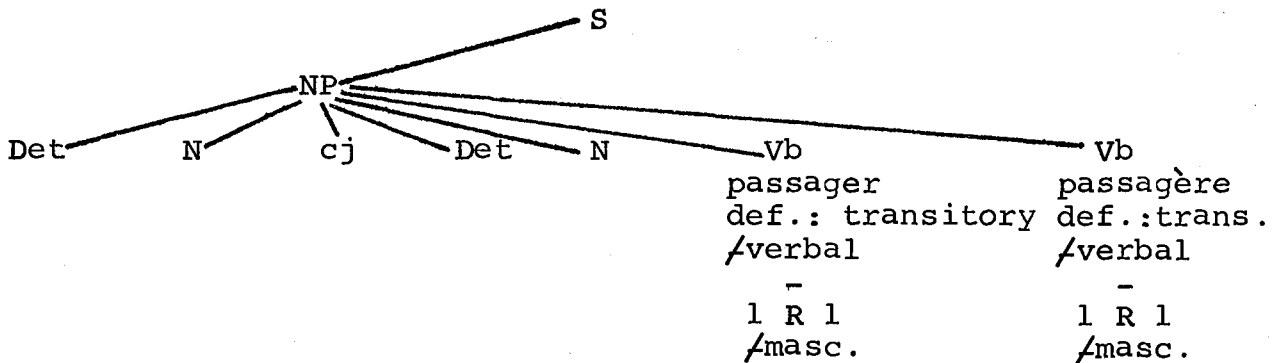 S
NP
Det N cj Det N Vb Vb
passager passagère
def.: transitory def.:trans.
≠verbal ≠verbal
1 R̄ 1 1 R̄ 1
≠masc. ≠masc.